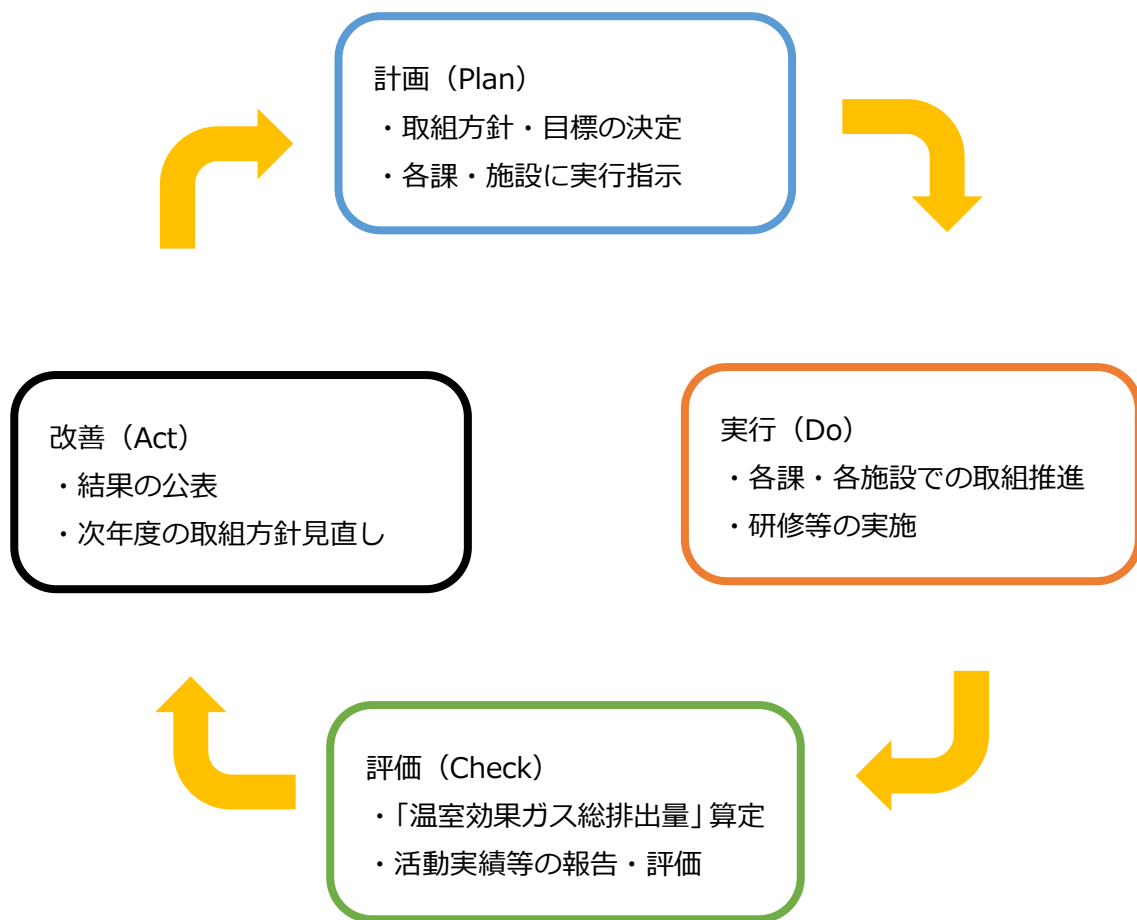 計画（Plan）
・取組方針・目標の決定
・各課・施設に実行指示
実行（Do）
・各課・各施設での取組推進
・研修等の実施
評価（Check）
・「温室効果ガス総排出量」算定
・活動実績等の報告・評価
改善（Act）
・結果の公表
・次年度の取組方針見直し